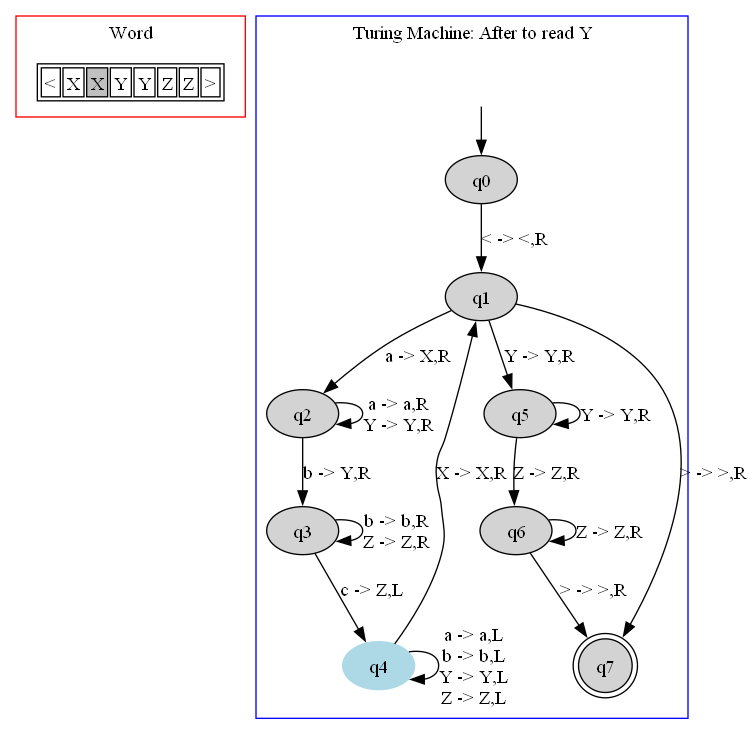 Word
< X X Y Y Z Z >
Turing Machine: After to read Y
q0
< -> <,R
q1
a -> X,R
Y -> Y,R
q2
a -> a,R
Y -> Y,R
q5
Y -> Y,R
b -> Y,R
X -> X,R
Z -> Z,R
> -> >,R
q3
b -> b,R
Z -> Z,R
q6
Z -> Z,R
c -> Z,L
> -> >,R
q4
a -> a,L
b -> b,L
Y -> Y,L
Z -> Z,L
q7